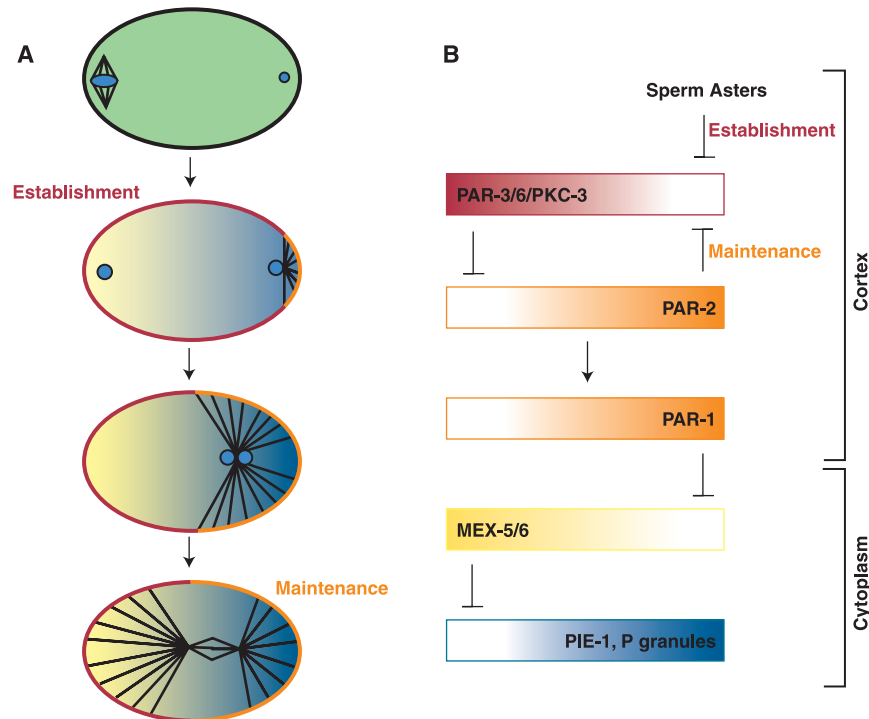 A
Establishment
Maintenance
B
Sperm Asters
Establishment
PAR-3/6/PKC-3
Maintenance
PAR-2
PAR-1
MEX-5/6
PIE-1, P granules
Cortex
Cytoplasm